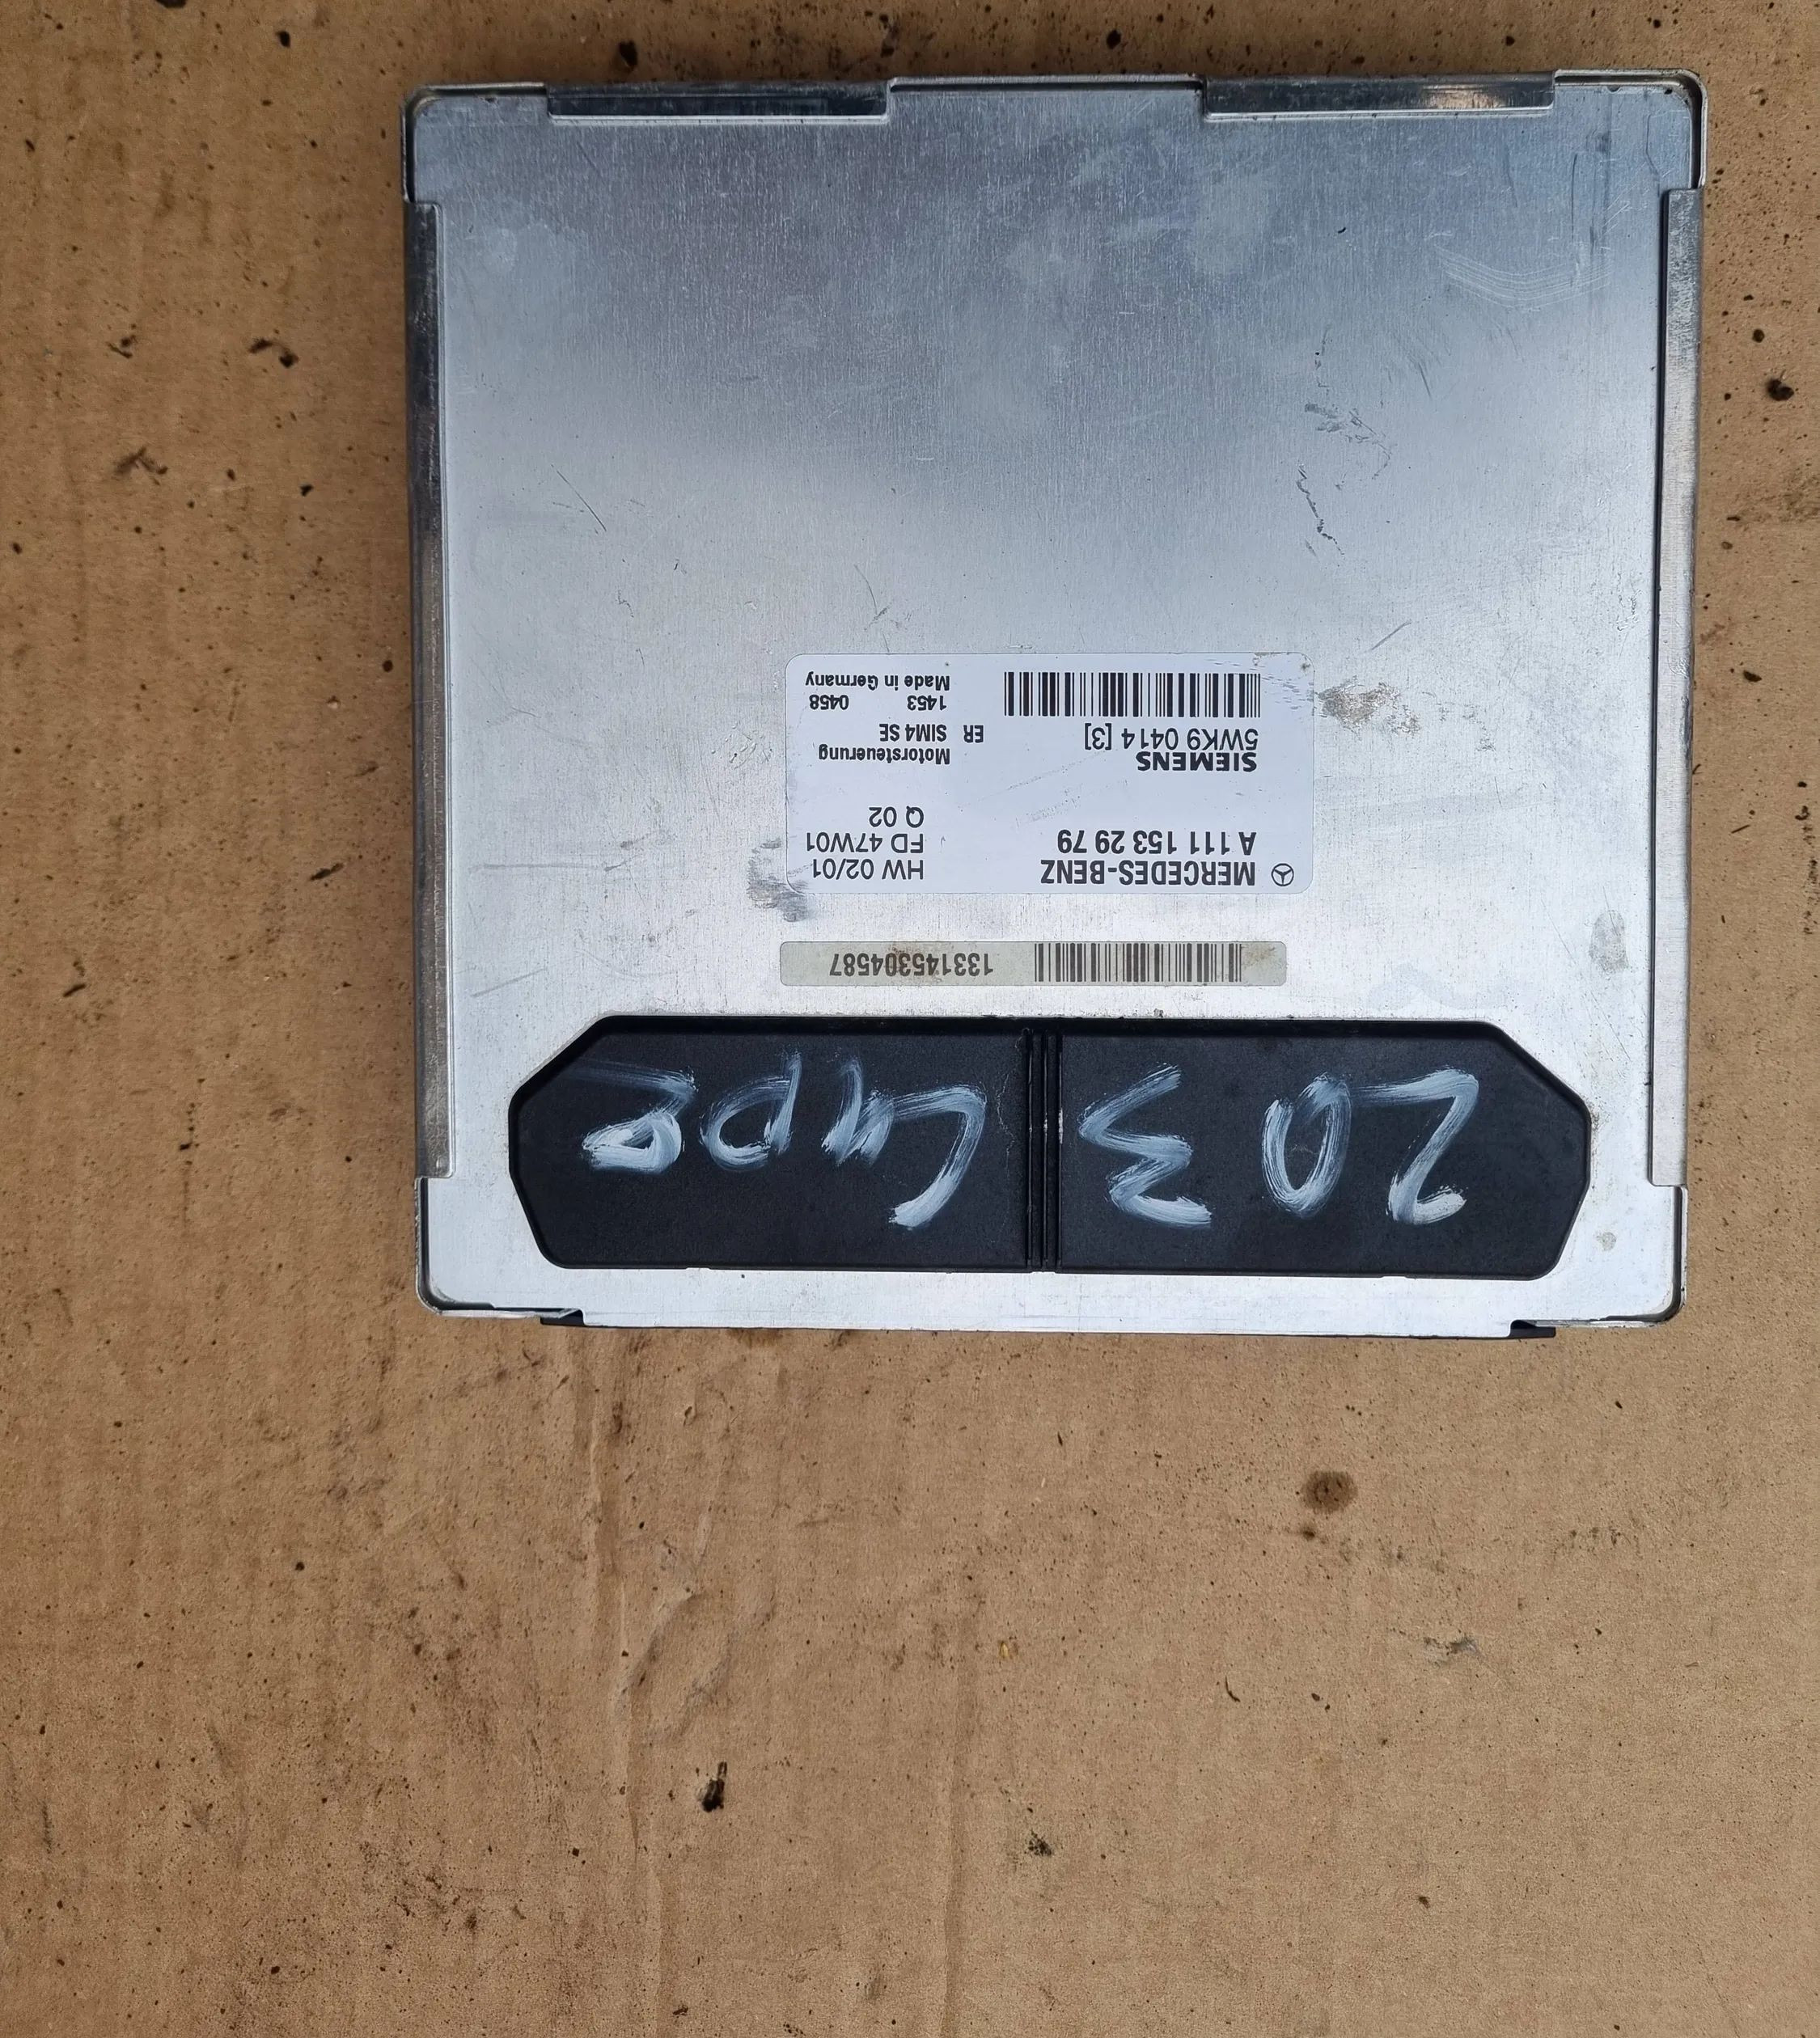 203 Cupe
133145304587
MERCEDES-BENZ
A 111 153 29 79
HW 02/01
FD 47W01
Q 02
SIEMENS
5WK9 0414 [3]
Motorsteuerung
ER SIM4 SE
1453 0458
Made in Germany